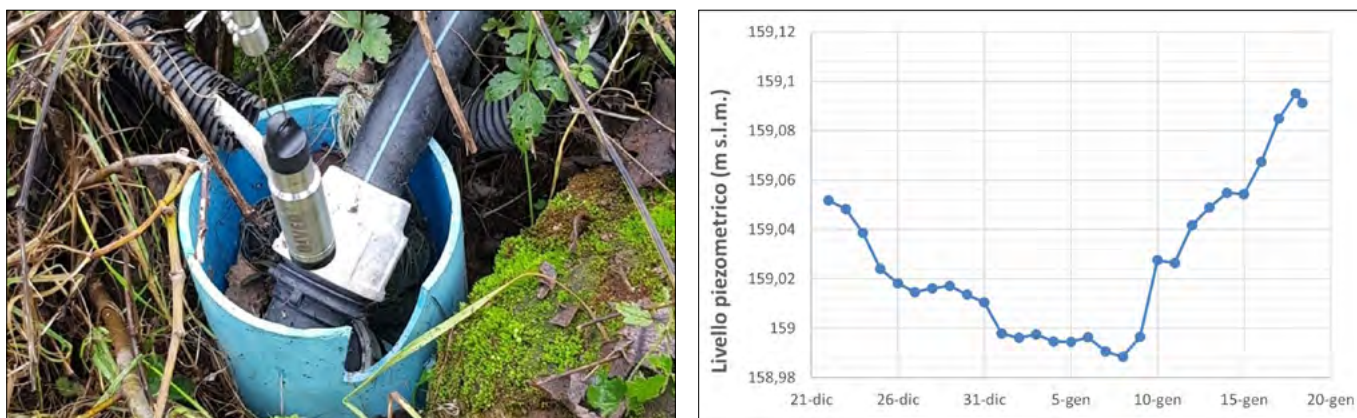 DIVER
Livello piezometrico (m s.l.m.)
159,12
159,1
159,08
159,06
159,04
159,02
159
158,98
21-dic
26-dic
31-dic
5-gen
10-gen
15-gen
20-gen